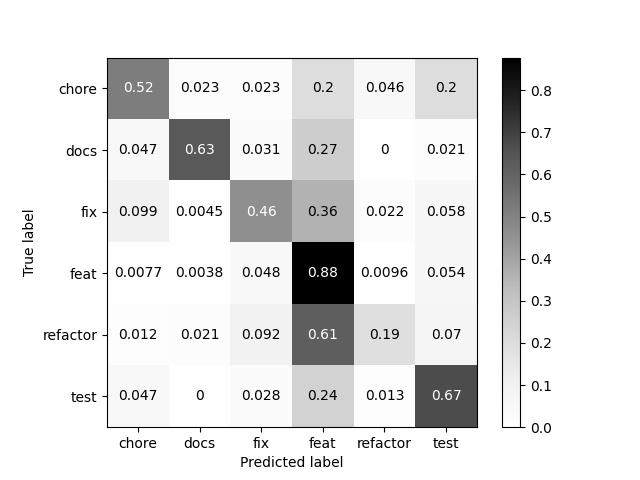 chore 0.52 0.023 0.023 0.2 0.046 0.2
docs 0.047 0.63 0.031 0.27 0 0.021
fix 0.099 0.0045 0.46 0.36 0.022 0.058
feat 0.0077 0.0038 0.048 0.88 0.0096 0.054
refactor 0.012 0.021 0.092 0.61 0.19 0.07
test 0.047 0 0.028 0.24 0.013 0.67
chore docs fix feat refactor test
Predicted label
True label
0.8
0.7
0.6
0.5
0.4
0.3
0.2
0.1
0.0